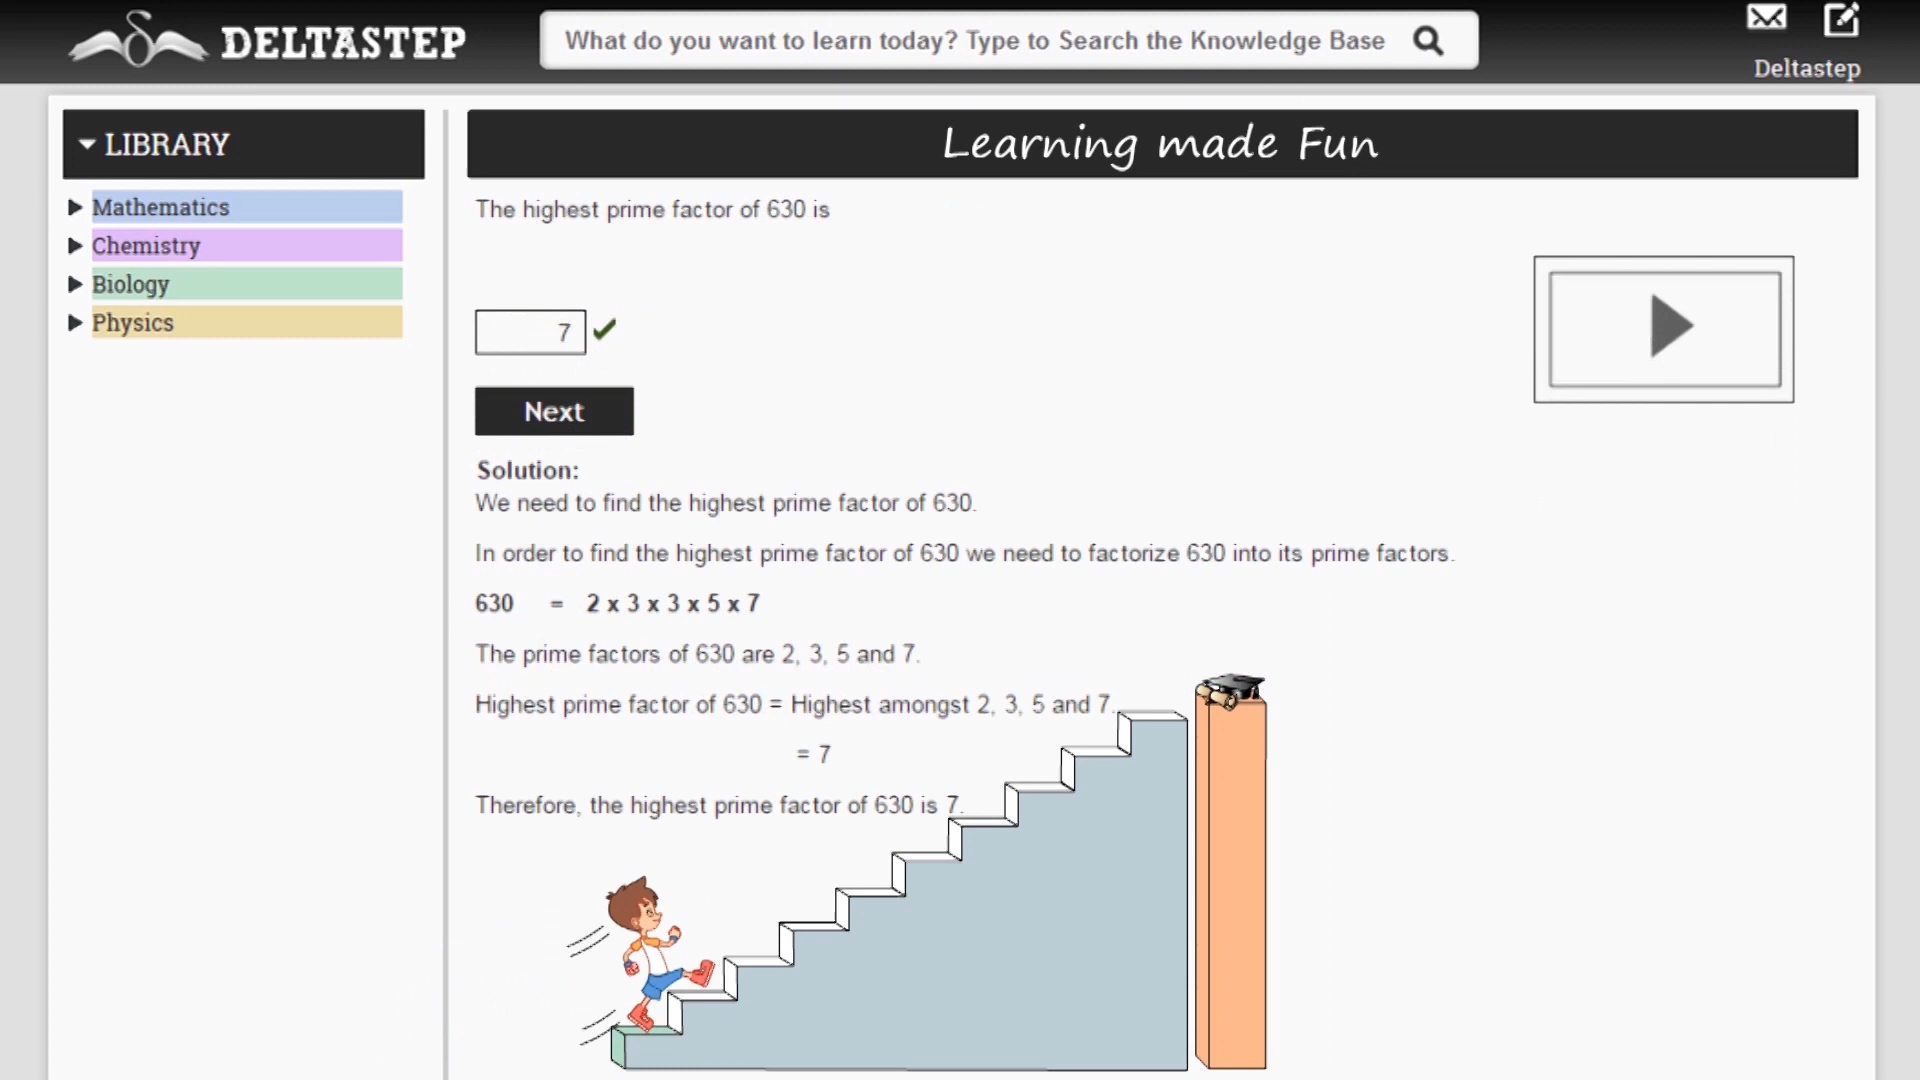 DELTASTEP
What do you want to learn today? Type to Search the Knowledge Base
Deltastep
LIBRARY
Mathematics
Chemistry
Biology
Physics
Learning made Fun
The highest prime factor of 630 is
7
Next
Solution:
We need to find the highest prime factor of 630.
In order to find the highest prime factor of 630 we need to factorize 630 into its prime factors.
630 = 2 x 3 x 3 x 5 x 7
The prime factors of 630 are 2, 3, 5 and 7.
Highest prime factor of 630 = Highest amongst 2, 3, 5 and 7.
= 7
Therefore, the highest prime factor of 630 is 7.